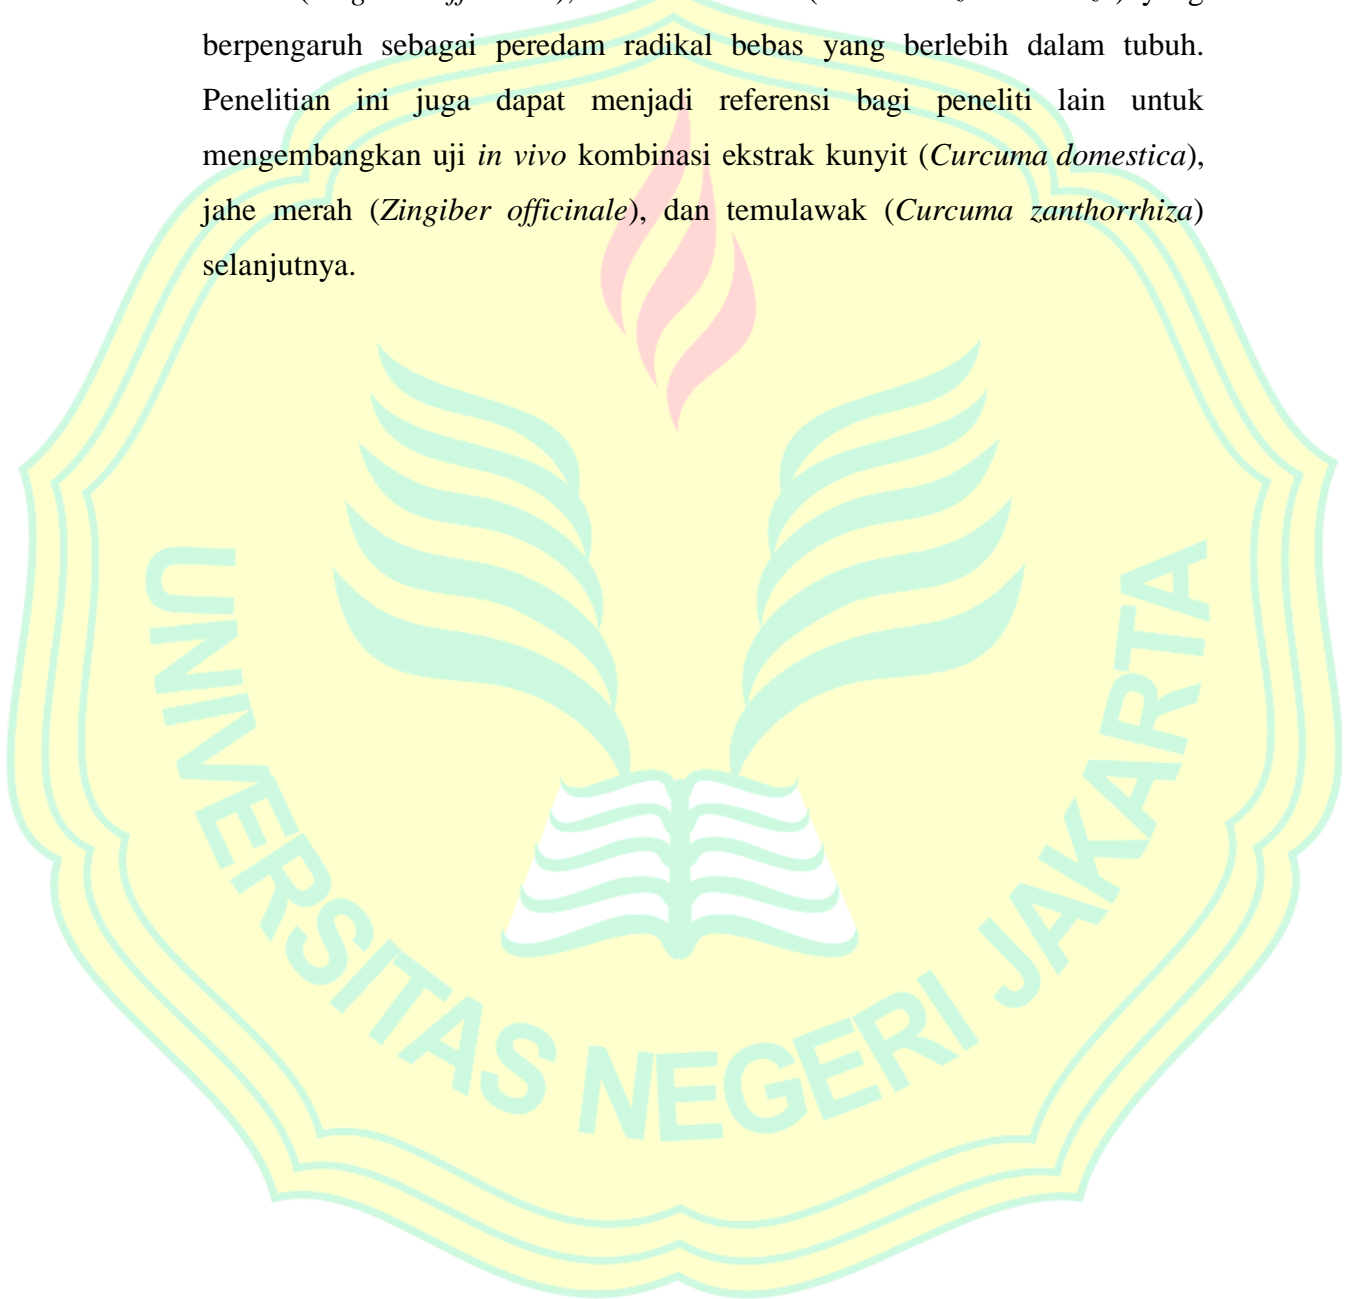 berpengaruh sebagai peredam radikal bebas yang berlebih dalam tubuh.
Penelitian ini juga dapat menjadi referensi bagi peneliti lain untuk
mengembangkan uji in vivo kombinasi ekstrak kunyit (Curcuma domestica),
jahe merah (Zingiber officinale), dan temulawak (Curcuma zanthorrhiza)
selanjutnya.
UNIVERSITAS NEGERI JAKARTA